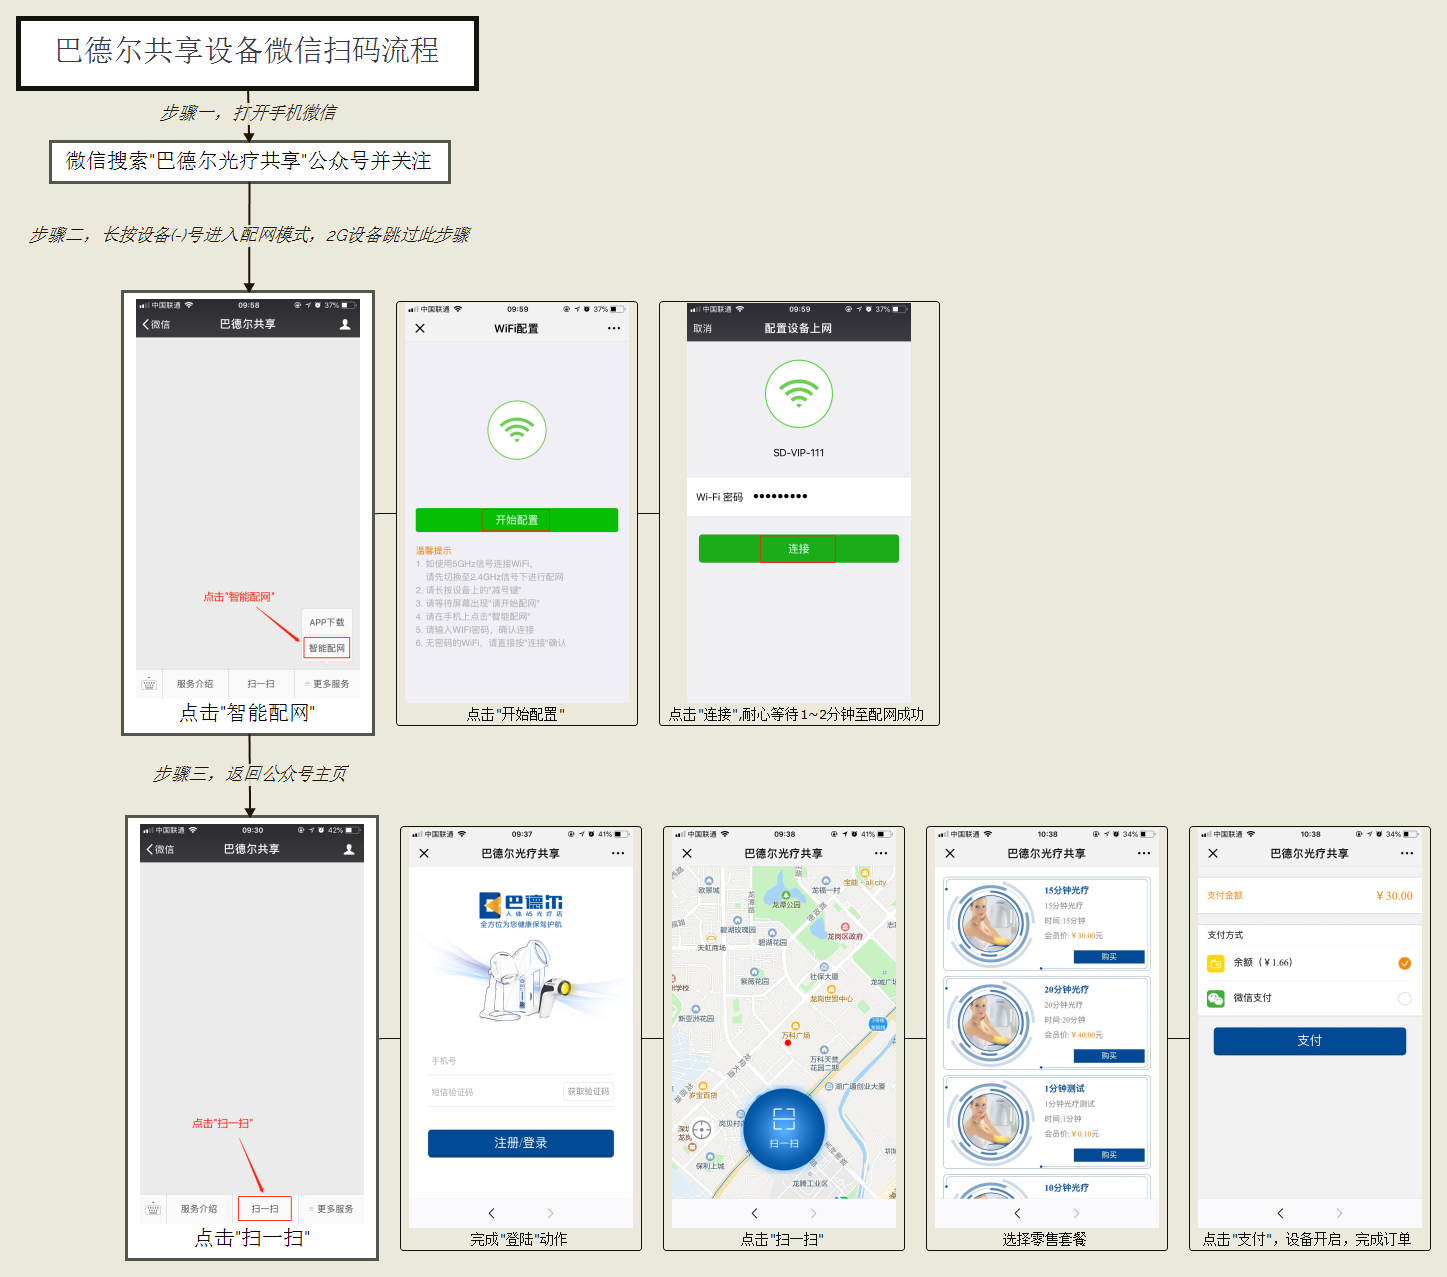 巴德尔共享设备微信扫码流程
步骤一，打开手机微信
微信搜索"巴德尔光疗共享"公众号并关注
步骤二，长按设备(-)号进入配网模式，2G设备跳过此步骤
中国联通 09:58 37%
微信 巴德尔共享
点击"智能配网"
APP下载
智能配网
服务介绍 扫一扫 更多服务
点击"智能配网"
中国联通 09:59 37%
WiFi配置
开始配置
温馨提示
1. 如使用5GHz信号连接WiFi，
请先切换至2.4GHz信号下进行配网
2. 请长按设备上的"减号键"
3. 请等待屏幕出现"请开始配网"
4. 请在手机上点击"智能配网"
5. 请输入WIFI密码，确认连接
6. 无密码的WiFi，请直接按"连接"确认
点击"开始配置"
中国联通 09:59 37%
取消 配置设备上网
SD-VIP-111
Wi-Fi 密码 ●●●●●●●●●
连接
点击"连接",耐心等待1~2分钟至配网成功
步骤三，返回公众号主页
中国联通 09:30 42%
微信 巴德尔共享
点击"扫一扫"
服务介绍 扫一扫 更多服务
点击"扫一扫"
中国联通 09:37 41%
巴德尔光疗共享
巴德尔
人体4S光疗店
全方位为您健康保驾护航
手机号
短信验证码 获取验证码
注册/登录
完成"登陆"动作
中国联通 09:38 41%
巴德尔光疗共享
欧景城
龙潭公园
龙福一村
宝能·all city
碧湖玫瑰园
天虹商场
碧湖花园
龙岗区政府
紫薇花园
社保大厦
龙城广场
龙岗世贸中心
新亚洲花园
万科广场
万科天誉
花园二期
龙翔大道
岁宝百货
湖广通创业大厦
岗贝村
保利上城
龙腾工业区
扫一扫
点击"扫一扫"
中国联通 10:38 34%
巴德尔光疗共享
15分钟光疗
15分钟光疗
时间:15分钟
会员价:￥30.00元
购买
20分钟光疗
20分钟光疗
时间:20分钟
会员价:￥40.00元
购买
1分钟测试
1分钟光疗测试
时间:1分钟
会员价:￥0.10元
购买
10分钟光疗
选择零售套餐
中国联通 10:38 34%
巴德尔光疗共享
支付金额 ￥30.00
支付方式
余额（￥1.66）
微信支付
支付
点击"支付"，设备开启，完成订单